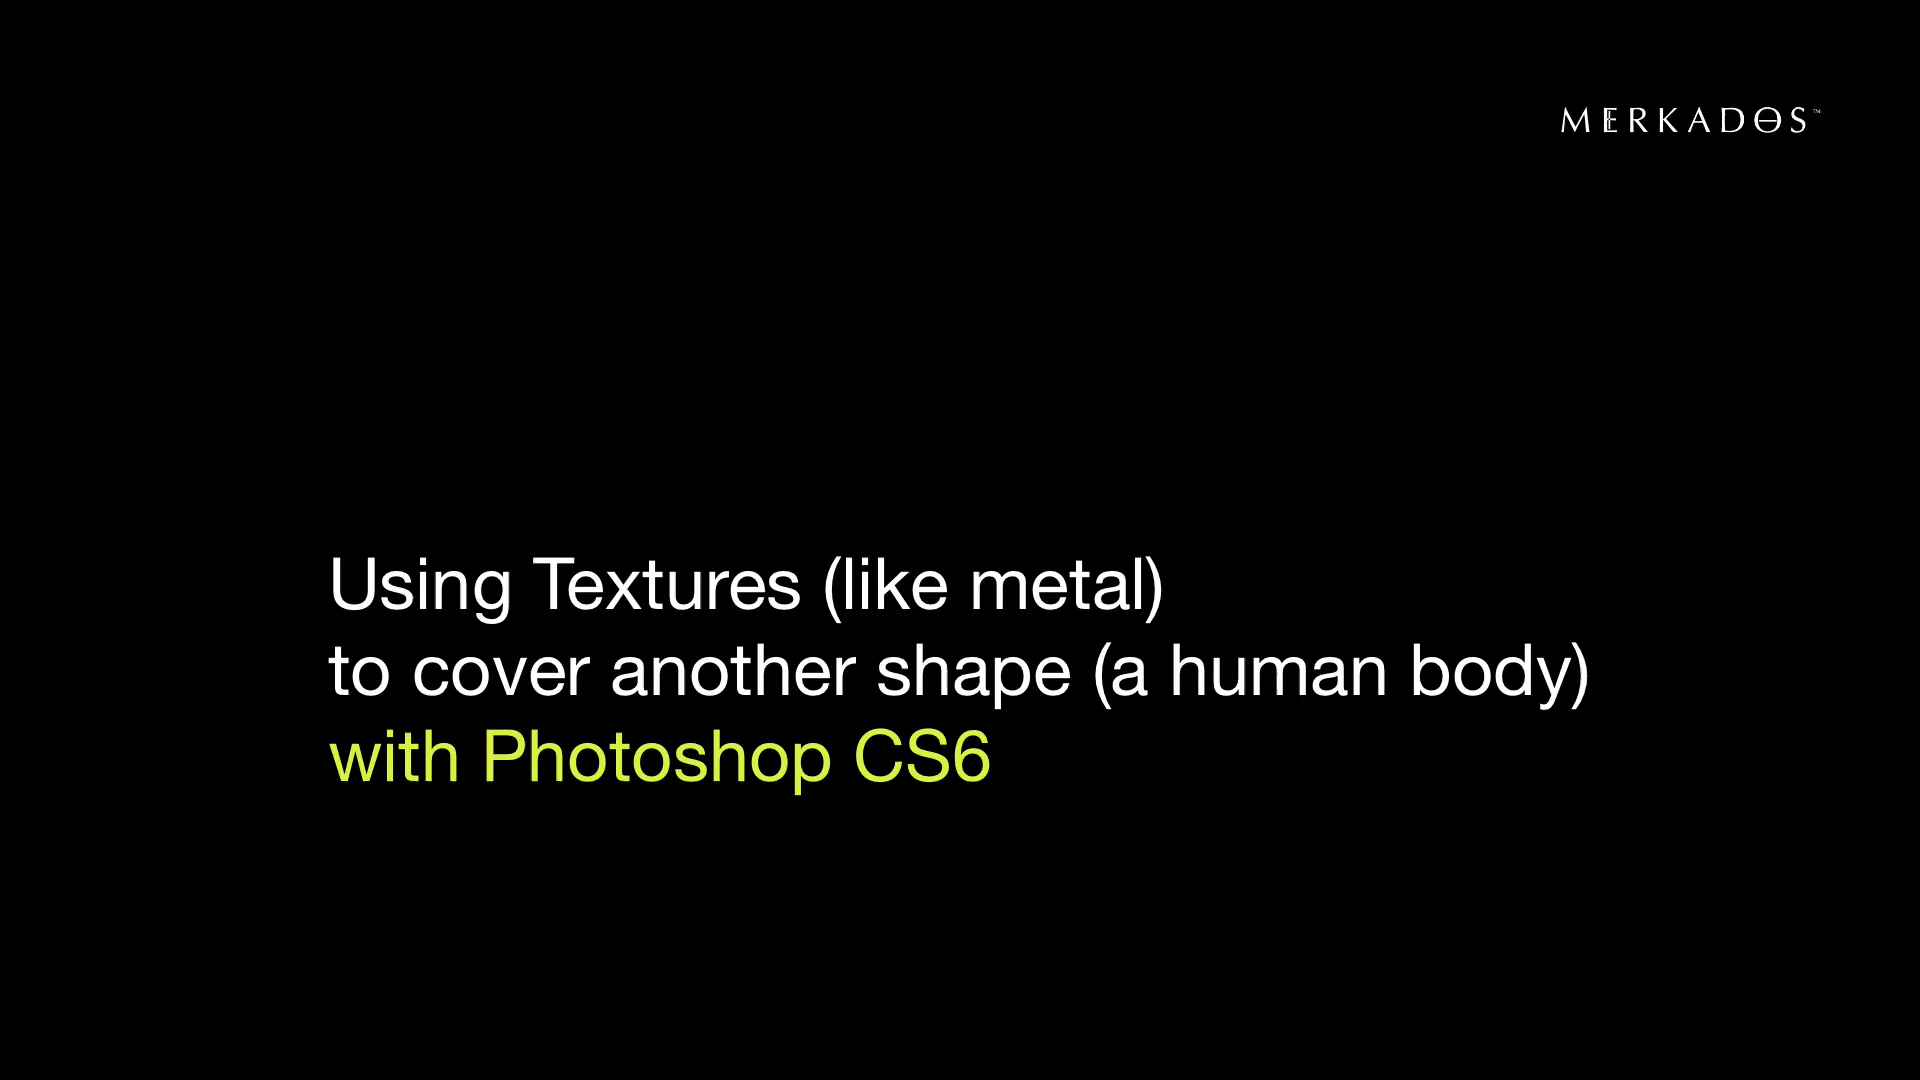 MERKADOS™
Using Textures (like metal)
to cover another shape (a human body)
with Photoshop CS6